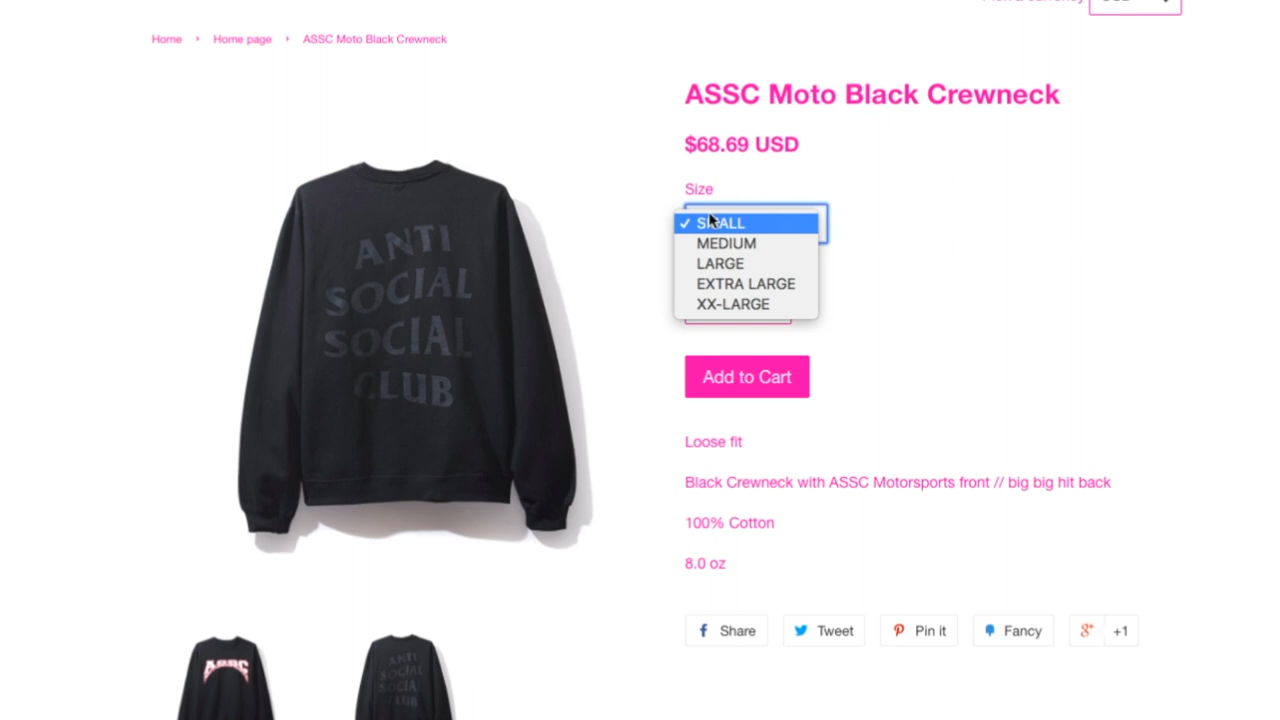 Home › Home page › ASSC Moto Black Crewneck
ASSC Moto Black Crewneck
$68.69 USD
Size
SMALL
MEDIUM
LARGE
EXTRA LARGE
XX-LARGE
Add to Cart
Loose fit
Black Crewneck with ASSC Motorsports front // big big hit back
100% Cotton
8.0 oz
Share
Tweet
Pin it
Fancy
+1
ANTI
SOCIAL
SOCIAL
CLUB
ASSC
ANTI
SOCIAL
SOCIAL
CLUB